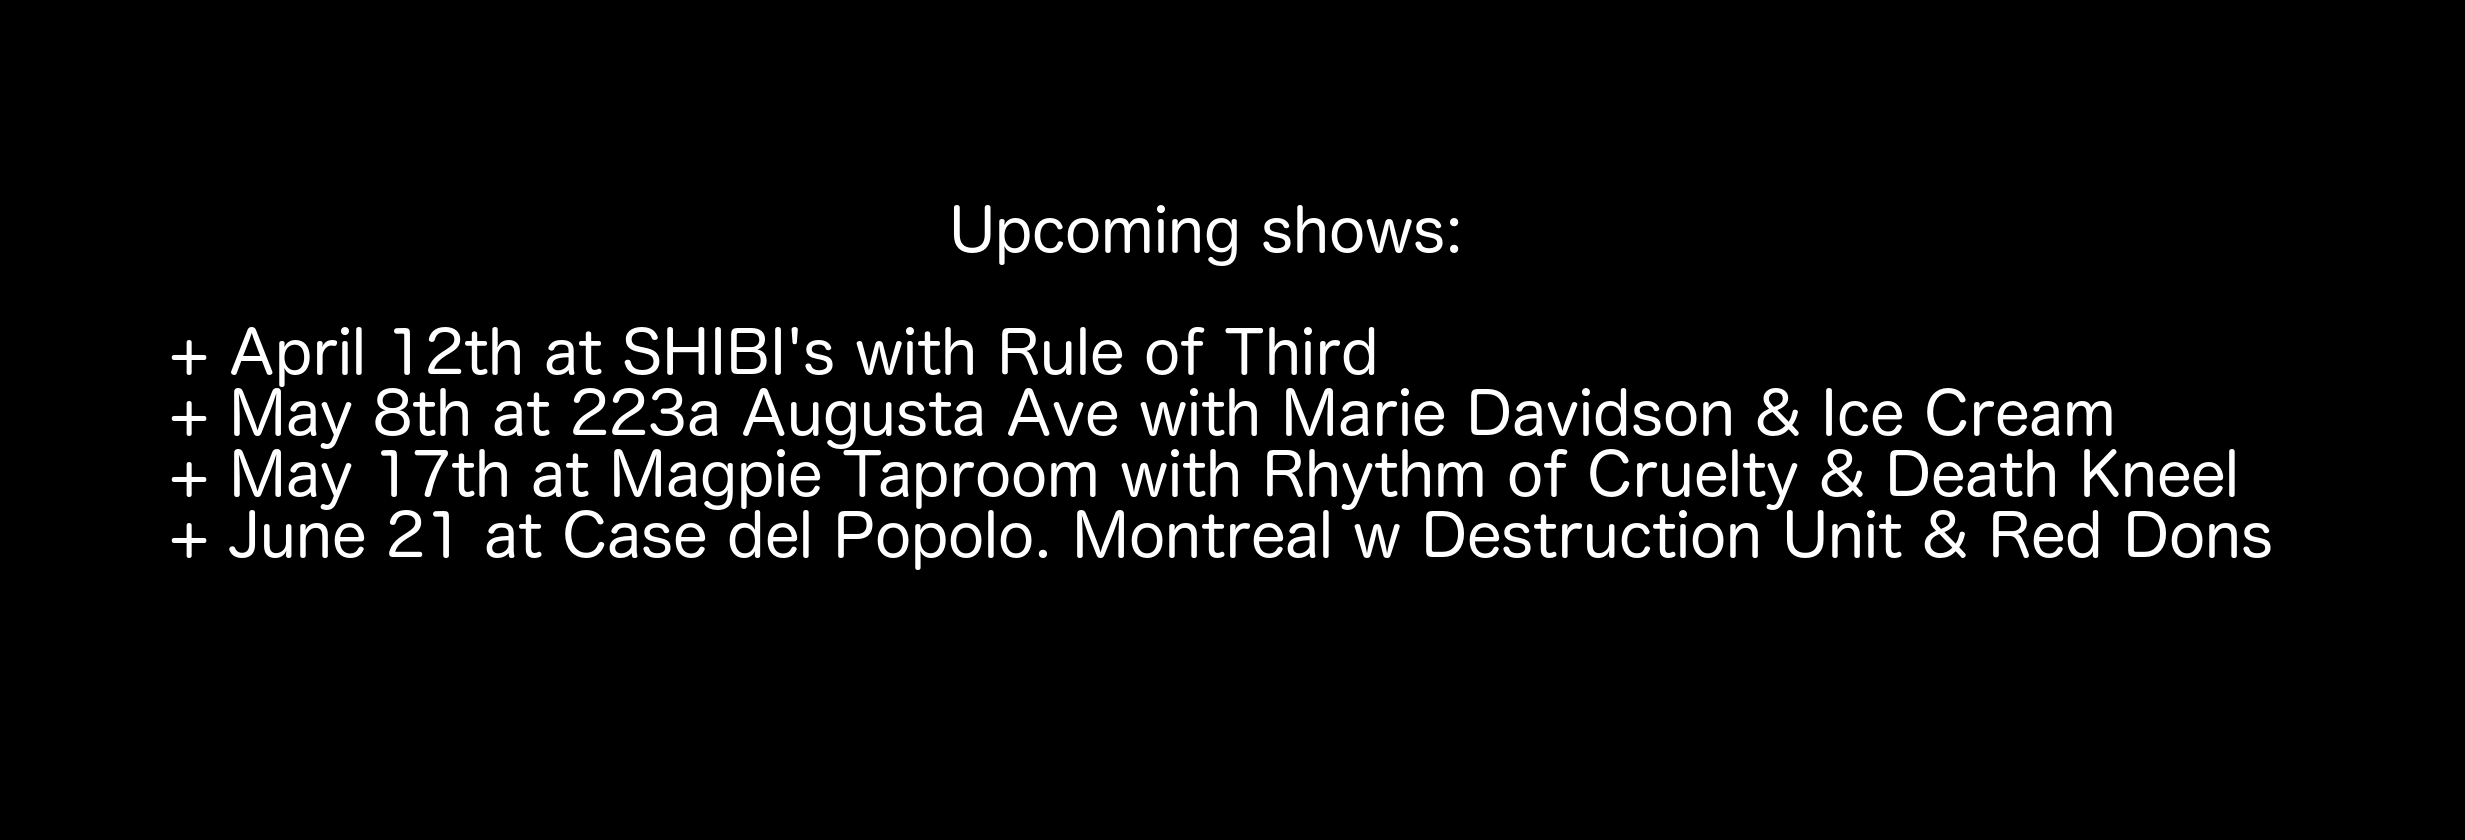 Upcoming shows:
+ April 12th at SHIBI's with Rule of Third
+ May 8th at 223a Augusta Ave with Marie Davidson & Ice Cream
+ May 17th at Magpie Taproom with Rhythm of Cruelty & Death Kneel
+ June 21 at Case del Popolo. Montreal w Destruction Unit & Red Dons